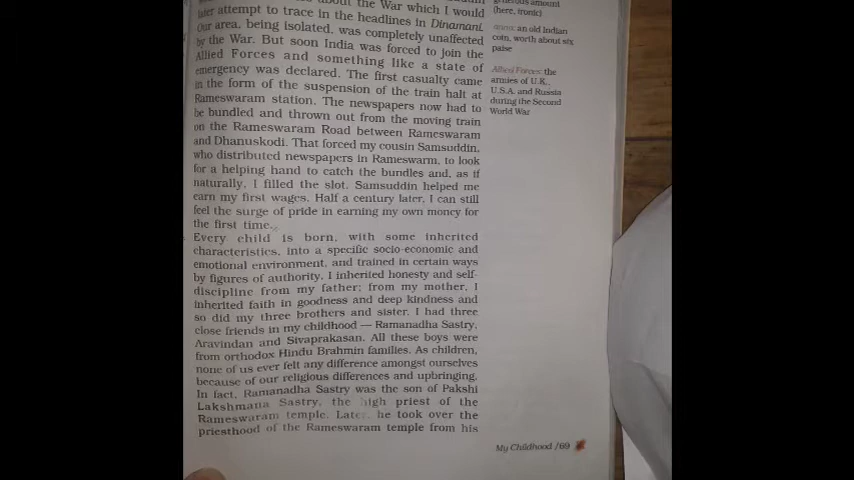 about the War which I would
later attempt to trace in the headlines in Dinamani.
Our area, being isolated, was completely unaffected
by the War. But soon India was forced to join the
Allied Forces and something like a state of
emergency was declared. The first casualty came
in the form of the suspension of the train halt at
Rameswaram station. The newspapers now had to
be bundled and thrown out from the moving train
on the Rameswaram Road between Rameswaram
and Dhanuskodi. That forced my cousin Samsuddin,
who distributed newspapers in Rameswarm, to look
for a helping hand to catch the bundles and, as if
naturally, I filled the slot. Samsuddin helped me
earn my first wages. Half a century later, I can still
feel the surge of pride in earning my own money for
the first time.
Every child is born, with some inherited
characteristics, into a specific socio-economic and
emotional environment, and trained in certain ways
by figures of authority. I inherited honesty and self-
discipline from my father; from my mother, I
inherited faith in goodness and deep kindness and
so did my three brothers and sister. I had three
close friends in my childhood — Ramanadha Sastry,
Aravindan and Sivaprakasan. All these boys were
from orthodox Hindu Brahmin families. As children,
none of us ever felt any difference amongst ourselves
because of our religious differences and upbringing.
In fact, Ramanadha Sastry was the son of Pakshi
Lakshmana Sastry, the high priest of the
Rameswaram temple. Later, he took over the
priesthood of the Rameswaram temple from his
generous amount
(here, ironic)
anna: an old Indian
coin, worth about six
paise
Allied Forces: the
armies of U.K.,
U.S.A. and Russia
during the Second
World War
My Childhood /69